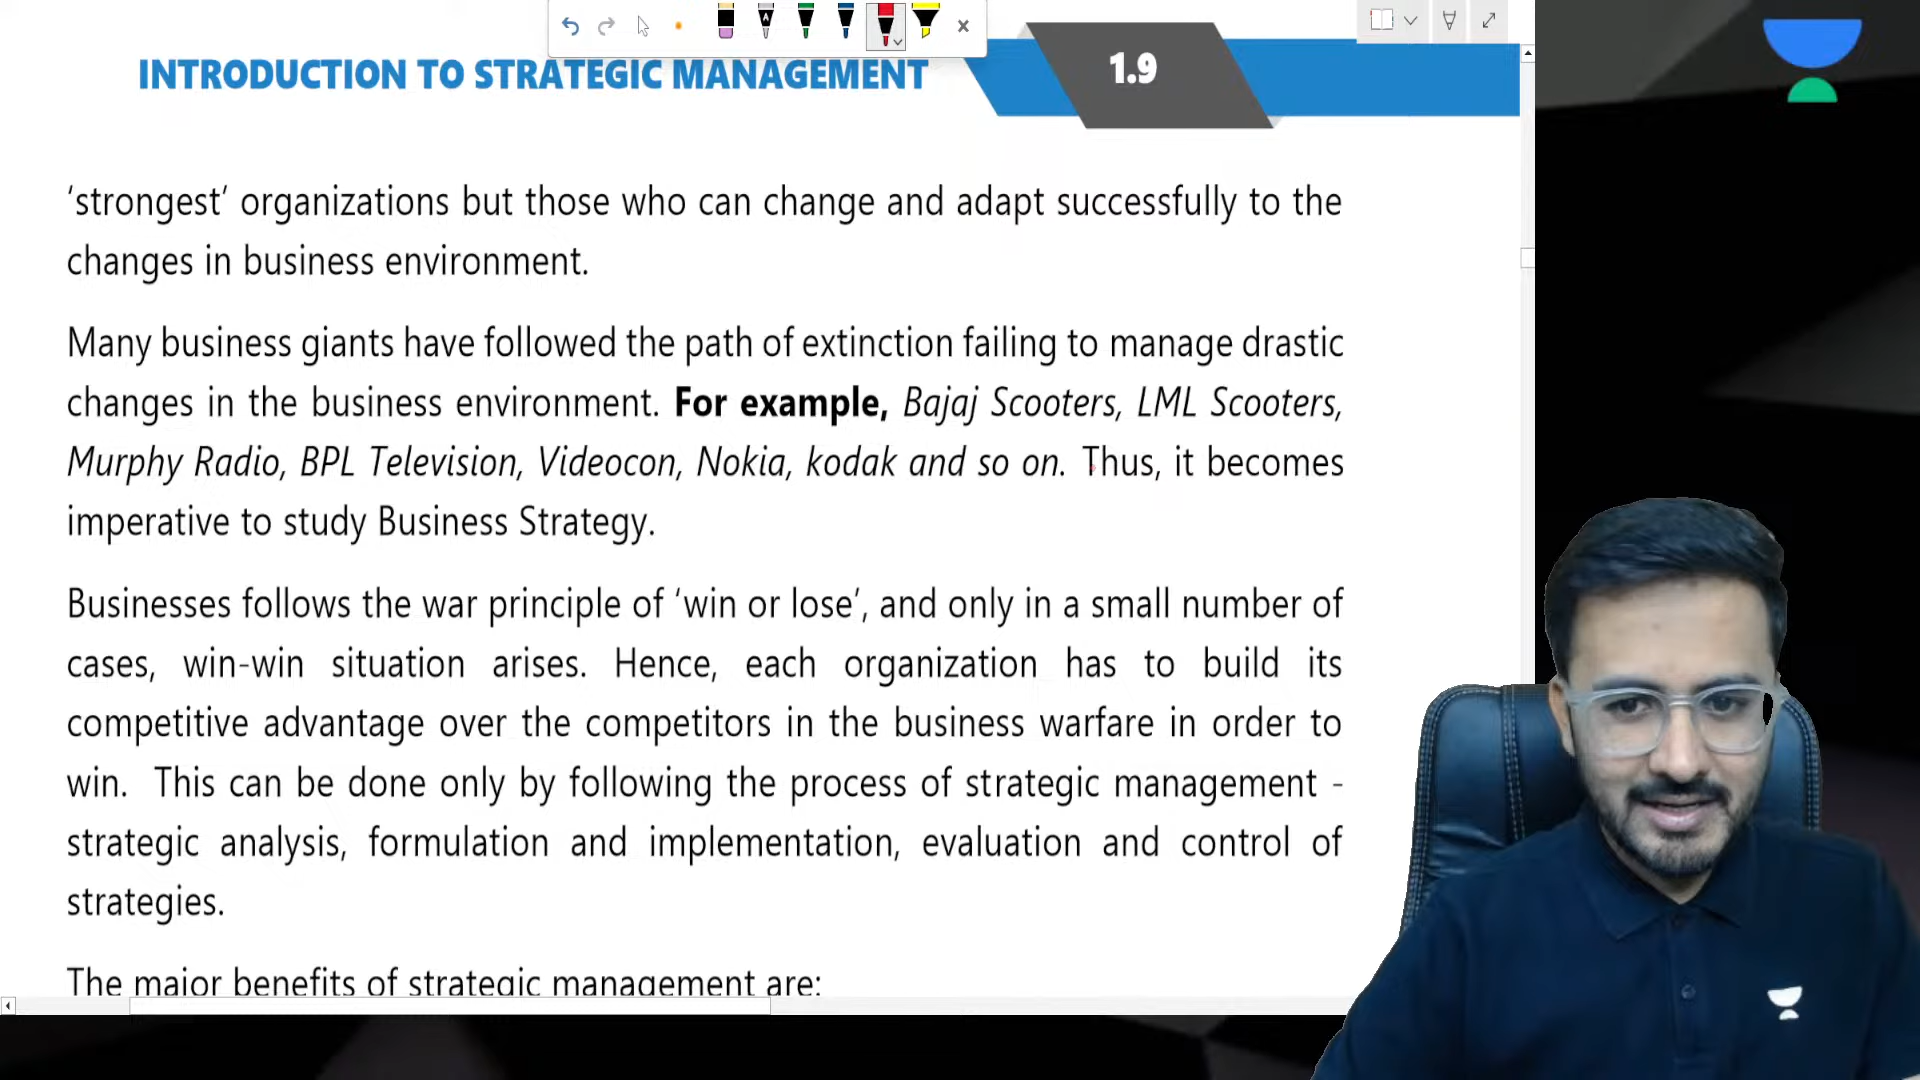 INTRODUCTION TO STRATEGIC MANAGEMENT
1.9
‘strongest’ organizations but those who can change and adapt successfully to the
changes in business environment.
Many business giants have followed the path of extinction failing to manage drastic
changes in the business environment. For example, Bajaj Scooters, LML Scooters,
Murphy Radio, BPL Television, Videocon, Nokia, kodak and so on. Thus, it becomes
imperative to study Business Strategy.
Businesses follows the war principle of ‘win or lose’, and only in a small number of
cases, win-win situation arises. Hence, each organization has to build its
competitive advantage over the competitors in the business warfare in order to
win. This can be done only by following the process of strategic management -
strategic analysis, formulation and implementation, evaluation and control of
strategies.
The major benefits of strategic management are: